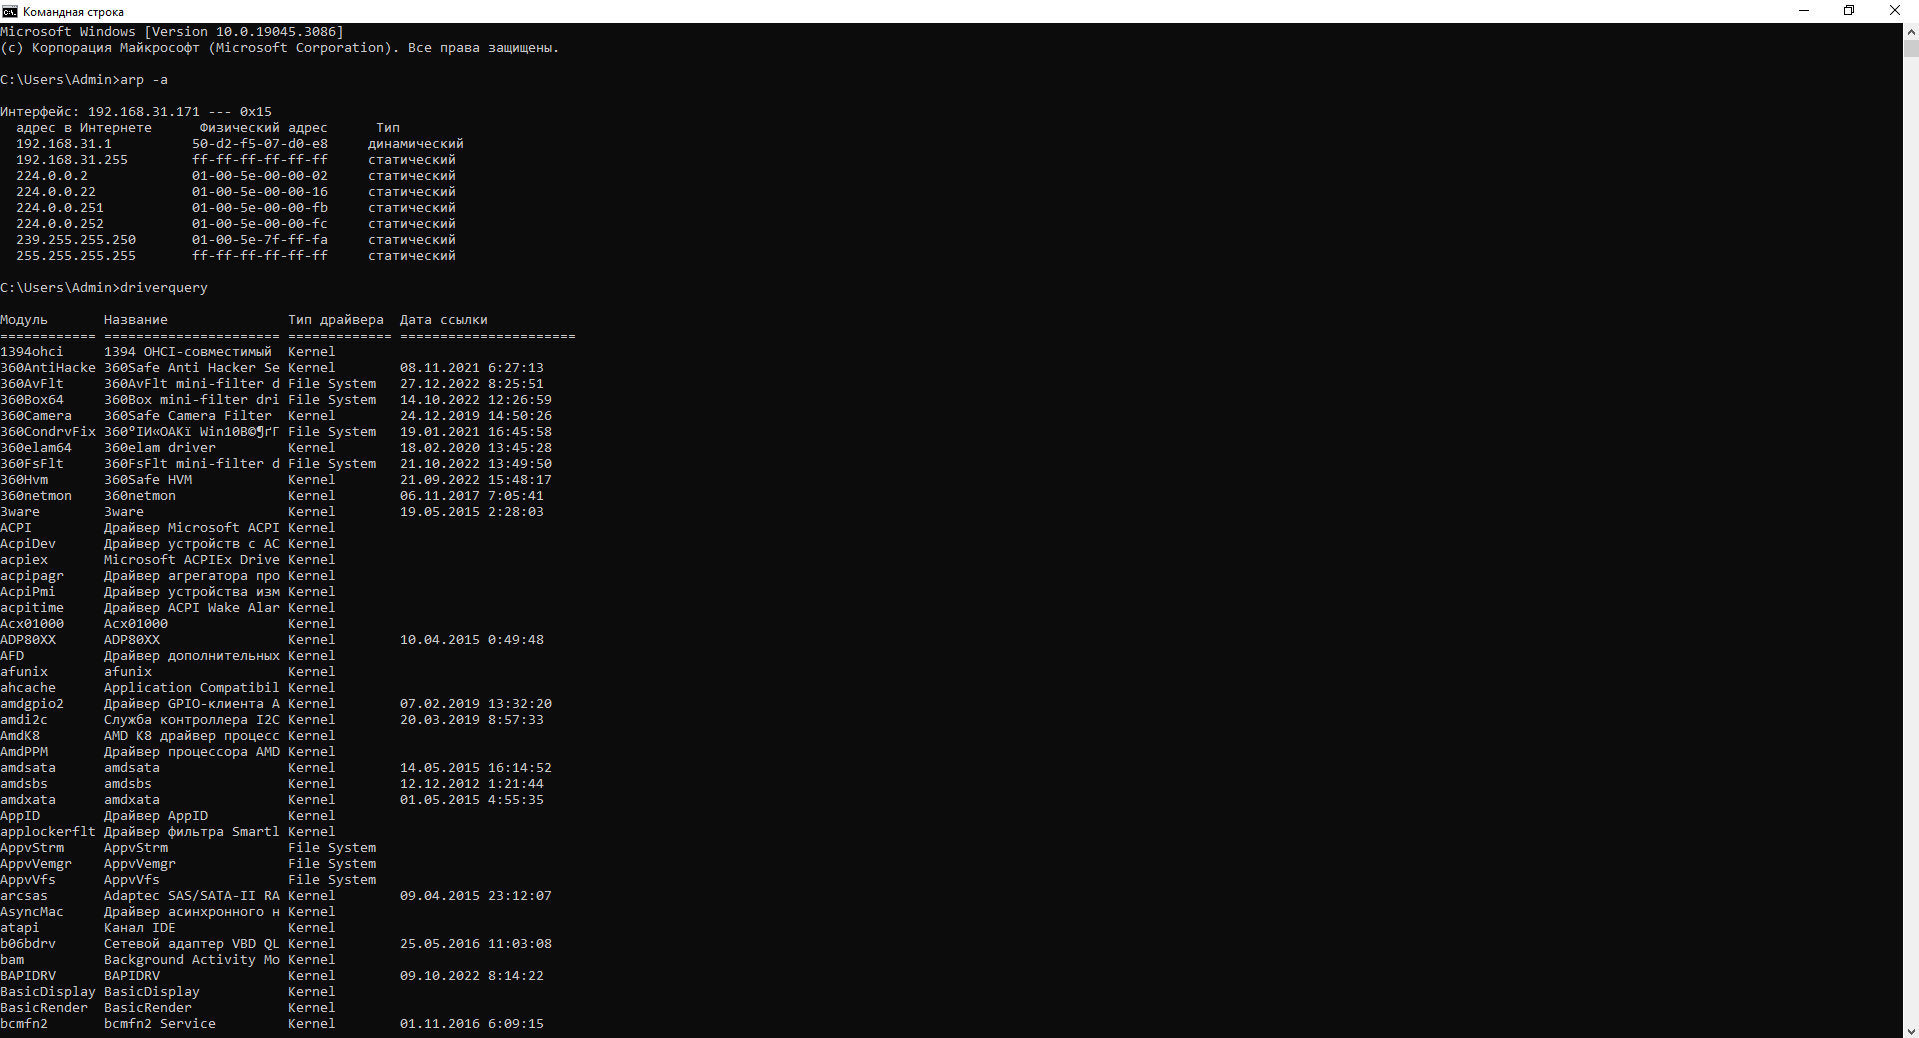 Командная строка
Microsoft Windows [Version 10.0.19045.3086]
(c) Корпорация Майкрософт (Microsoft Corporation). Все права защищены.
C:\Users\Admin>arp -a
Интерфейс: 192.168.31.171 --- 0x15
адрес в Интернете Физический адрес Тип
192.168.31.1 50-d2-f5-07-d0-e8 динамический
192.168.31.255 ff-ff-ff-ff-ff-ff статический
224.0.0.2 01-00-5e-00-00-02 статический
224.0.0.22 01-00-5e-00-00-16 статический
224.0.0.251 01-00-5e-00-00-fb статический
224.0.0.252 01-00-5e-00-00-fc статический
239.255.255.250 01-00-5e-7f-ff-fa статический
255.255.255.255 ff-ff-ff-ff-ff-ff статический
C:\Users\Admin>driverquery
Модуль Название Тип драйвера Дата ссылки
============ ====================== ============= ======================
1394ohci 1394 OHCI-совместимый Kernel
360AntiHacke 360Safe Anti Hacker Se Kernel 08.11.2021 6:27:13
360AvFlt 360AvFlt mini-filter d File System 27.12.2022 8:25:51
360Box64 360Box mini-filter dri File System 14.10.2022 12:26:59
360Camera 360Safe Camera Filter Kernel 24.12.2019 14:50:26
360CondrvFix 360°ІИ«ОАКї Win10В©¶ґГ File System 19.01.2021 16:45:58
360elam64 360elam driver Kernel 18.02.2020 13:45:28
360FsFlt 360FsFlt mini-filter d File System 21.10.2022 13:49:50
360Hvm 360Safe HVM Kernel 21.09.2022 15:48:17
360netmon 360netmon Kernel 06.11.2017 7:05:41
3ware 3ware Kernel 19.05.2015 2:28:03
ACPI Драйвер Microsoft ACPI Kernel
AcpiDev Драйвер устройств с AC Kernel
acpiex Microsoft ACPIEx Drive Kernel
acpipagr Драйвер агрегатора про Kernel
AcpiPmi Драйвер устройства изм Kernel
acpitime Драйвер ACPI Wake Alar Kernel
Acx01000 Acx01000 Kernel
ADP80XX ADP80XX Kernel 10.04.2015 0:49:48
AFD Драйвер дополнительных Kernel
afunix afunix Kernel
ahcache Application Compatibil Kernel
amdgpio2 Драйвер GPIO-клиента A Kernel 07.02.2019 13:32:20
amdi2c Служба контроллера I2C Kernel 20.03.2019 8:57:33
AmdK8 AMD K8 драйвер процесс Kernel
AmdPPM Драйвер процессора AMD Kernel
amdsata amdsata Kernel 14.05.2015 16:14:52
amdsbs amdsbs Kernel 12.12.2012 1:21:44
amdxata amdxata Kernel 01.05.2015 4:55:35
AppID Драйвер AppID Kernel
applockerflt Драйвер фильтра Smartl Kernel
AppvStrm AppvStrm File System
AppvVemgr AppvVemgr File System
AppvVfs AppvVfs File System
arcsas Adaptec SAS/SATA-II RA Kernel 09.04.2015 23:12:07
AsyncMac Драйвер асинхронного н Kernel
atapi Канал IDE Kernel
b06bdrv Сетевой адаптер VBD QL Kernel 25.05.2016 11:03:08
bam Background Activity Mo Kernel
BAPIDRV BAPIDRV Kernel 09.10.2022 8:14:22
BasicDisplay BasicDisplay Kernel
BasicRender BasicRender Kernel
bcmfn2 bcmfn2 Service Kernel 01.11.2016 6:09:15